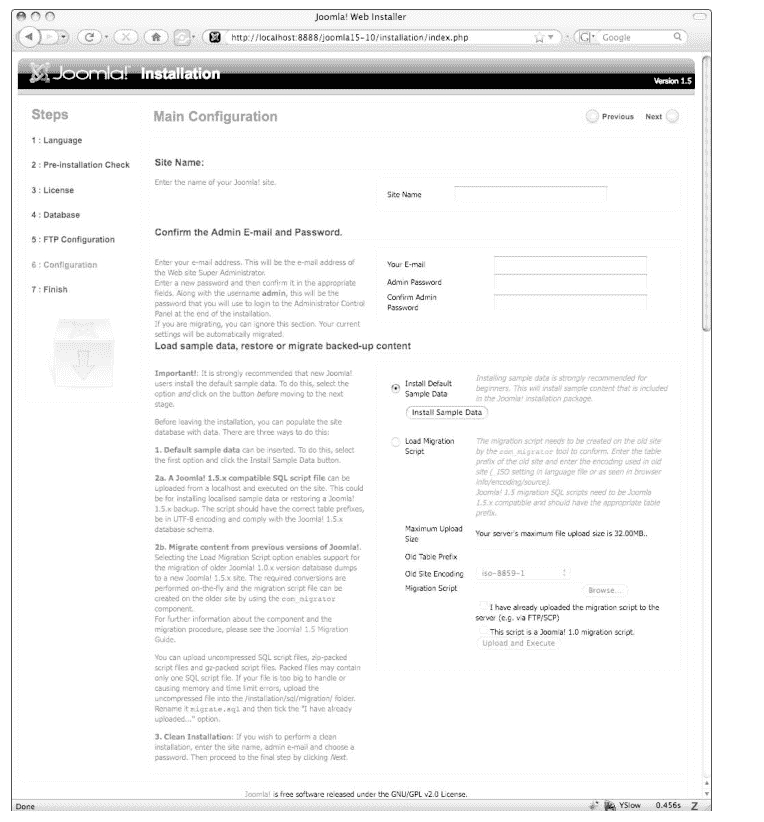 Joomla! Web Installer
http://localhost:8888/joomla15-10/installation/index.php
G Google
Joomla! Installation
Version 1.5
Steps
1 : Language
2 : Pre-installation Check
3 : License
4 : Database
5 : FTP Configuration
6 : Configuration
7 : Finish
Main Configuration
Previous Next
Site Name:
Enter the name of your Joomla! site.
Site Name
Confirm the Admin E-mail and Password.
Enter your e-mail address. This will be the e-mail address of
the Web site Super Administrator.
Enter a new password and then confirm it in the appropriate
fields. Along with the username admin, this will be the
password that you will use to login to the Administrator Control
Panel at the end of the installation.
If you are migrating, you can ignore this section. Your current
settings will be automatically migrated.
Your E-mail
Admin Password
Confirm Admin
Password
Load sample data, restore or migrate backed-up content
Important!: It is strongly recommended that new Joomla!
users install the default sample data. To do this, select the
option and click on the button before moving to the next
stage.
Before leaving the installation, you can populate the site
database with data. There are three ways to do this:
1. Default sample data can be inserted. To do this, select
the first option and click the Install Sample Data button.
2a. A Joomla! 1.5.x compatible SQL script file can be
uploaded from a localhost and executed on the site. This could
be for installing localised sample data or restoring a Joomla!
1.5.x backup. The script should have the correct table prefixes,
be in UTF-8 encoding and comply with the Joomla! 1.5.x
database schema.
2b. Migrate content from previous versions of Joomla!.
Selecting the Load Migration Script option enables support for
the migration of older Joomla! 1.0.x version database dumps
to a new Joomla! 1.5.x site. The required conversions are
performed on-the-fly and the migration script file can be
created on the older site by using the com_migrator
component.
For further information about the component and the
migration procedure, please see the Joomla! 1.5 Migration
Guide.
You can upload uncompressed SQL script files, zip-packed
script files and gz-packed script files. Packed files may contain
only one SQL script file. If your file is too big to handle or
causing memory and time limit errors, upload the
uncompressed file into the /installation/sql/migration/ folder.
Rename it migrate.sql and then tick the "I have already
uploaded..." option.
3. Clean Installation: If you wish to perform a clean
installation, enter the site name, admin e-mail and choose a
password. Then proceed to the final step by clicking Next.
Install Default
Sample Data
Installing sample data is strongly recommended for
beginners. This will install sample content that is included
in the Joomla! installation package.
Install Sample Data
Load Migration
Script
The migration script needs to be created on the old site
by the com_migrator tool to conform. Enter the table
prefix of the old site and enter the encoding used in old
site (_ISO setting in language file or as seen in browser
info/encoding/source).
Joomla! 1.5 migration SQL scripts need to be Joomla
1.5.x compatible and should have the appropriate table
prefix.
Maximum Upload
Size
Your server's maximum file upload size is 32.00MB..
Old Table Prefix
Old Site Encoding
iso-8859-1
Migration Script
Browse...
I have already uploaded the migration script to the
server (e.g. via FTP/SCP)
This script is a Joomla! 1.0 migration script.
Upload and Execute
Joomla! is free software released under the GNU/GPL v2.0 License.
Done
YSlow 0.456s Z